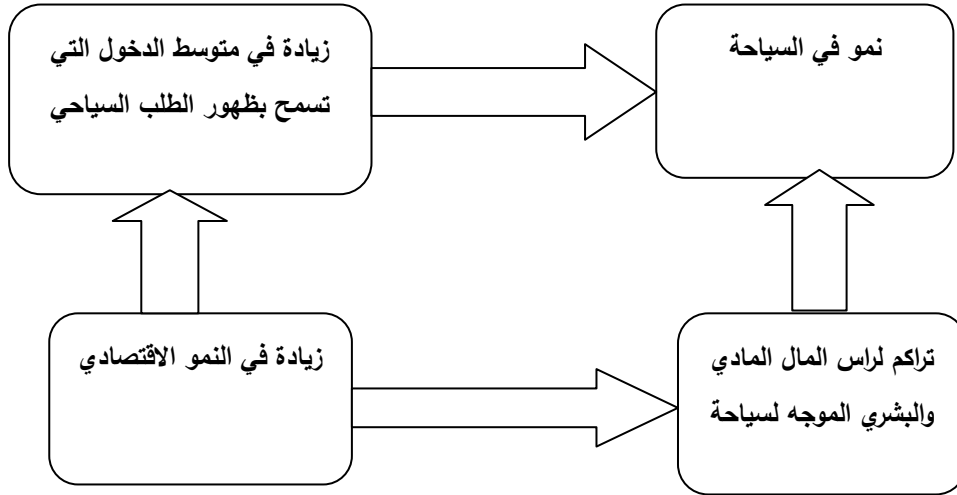 نمو في السياحة
زيادة في متوسط الدخول التي
تسمح بظهور الطلب السياحي
تراكم لراس المال المادي
والبشري الموجه لسياحة
زيادة في النمو الاقتصادي